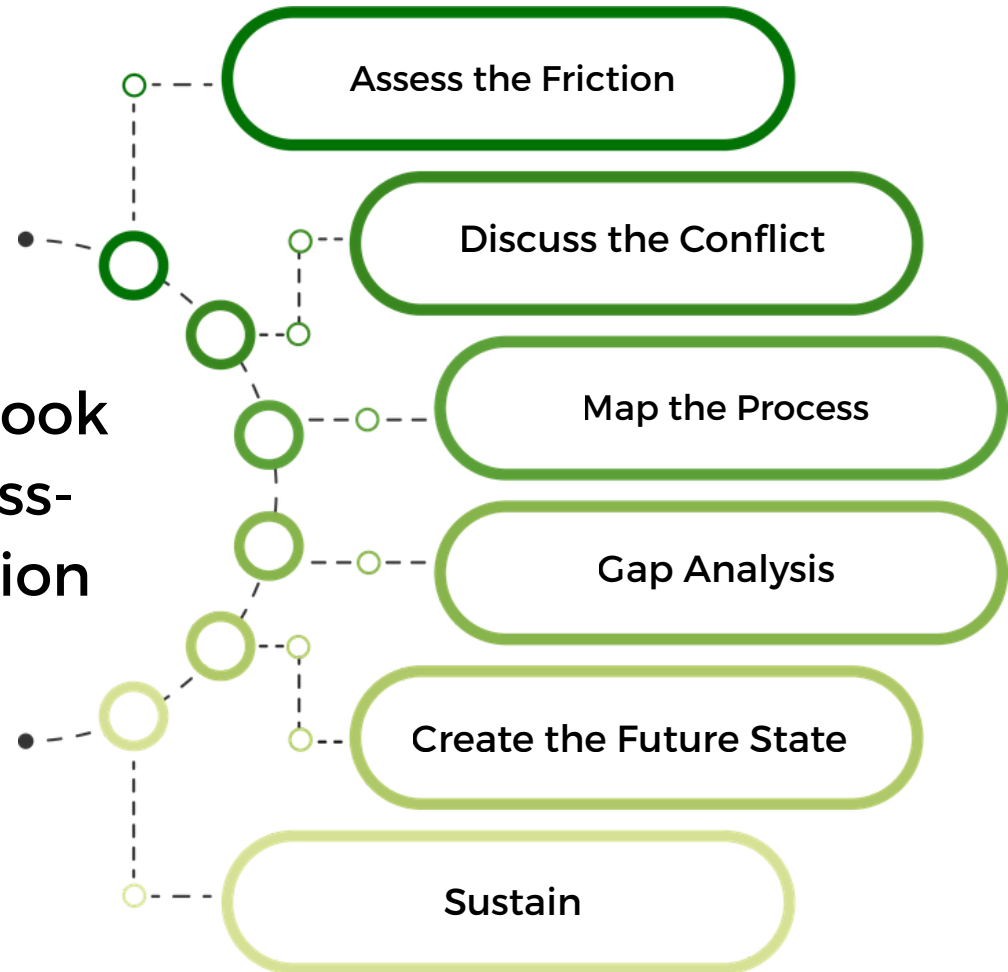 Assess the Friction
Discuss the Conflict
Map the Process
ook
ss-
ion
Gap Analysis
Create the Future State
Sustain